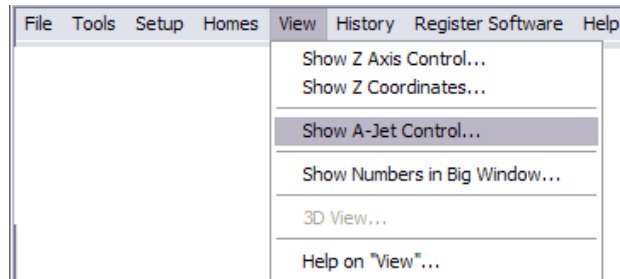 File Tools Setup Homes View History Register Software Help
Show Z Axis Control...
Show Z Coordinates...
Show A-Jet Control...
Show Numbers in Big Window...
3D View...
Help on "View"...